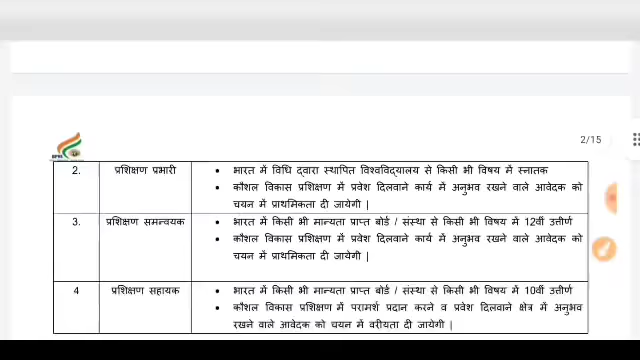 2/15
2. प्रशिक्षण प्रभारी • भारत में विधि द्वारा स्थापित विश्वविद्यालय से किसी भी विषय में स्नातक
• कौशल विकास प्रशिक्षण में प्रवेश दिलवाने कार्य में अनुभव रखने वाले आवेदक को
चयन में प्राथमिकता दी जायेगी |
3. प्रशिक्षण समन्वयक • भारत में किसी भी मान्यता प्राप्त बोर्ड / संस्था से किसी भी विषय में 12वीं उत्तीर्ण
• कौशल विकास प्रशिक्षण में प्रवेश दिलवाने कार्य में अनुभव रखने वाले आवेदक को
चयन में प्राथमिकता दी जायेगी |
4 प्रशिक्षण सहायक • भारत में किसी भी मान्यता प्राप्त बोर्ड / संस्था से किसी भी विषय में 10वीं उत्तीर्ण
• कौशल विकास प्रशिक्षण में परामर्श प्रदान करने व प्रवेश दिलवाने क्षेत्र में अनुभव
रखने वाले आवेदक को चयन में वरीयता दी जायेगी |